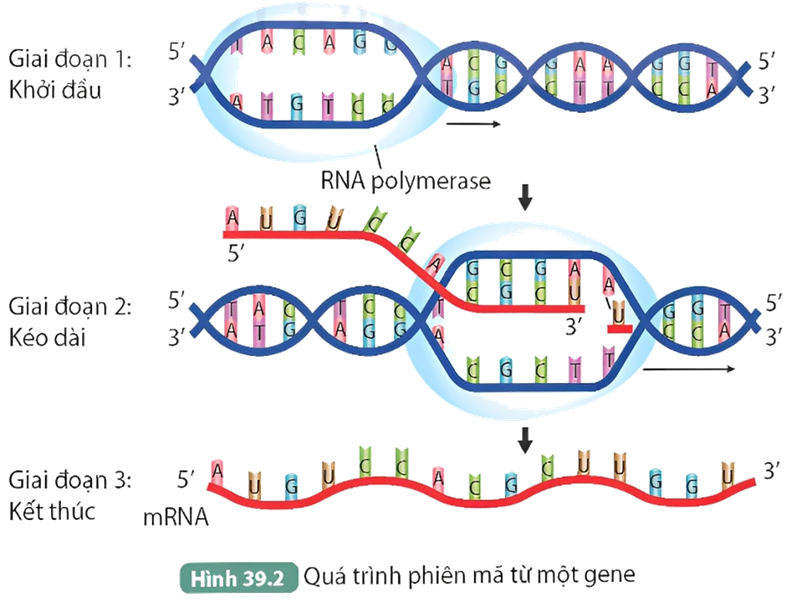 Giai đoạn 1:
Khởi đầu
5’
3’
T A C A G U
A C G G A A G G T
5’
A T G T C C
T G C C T T C C A
3’
RNA polymerase
A U G U C C A
5’
Giai đoạn 2:
Kéo dài
5’
3’
T A C T C C T
G C G A A
C G C U U
3’
G G T
5’
A T G A G G A
C G C T T
C C A
3’
Giai đoạn 3:
Kết thúc
5’
A U G U C C A C G C U U G G U
3’
mRNA
Hình 39.2 Quá trình phiên mã từ một gene